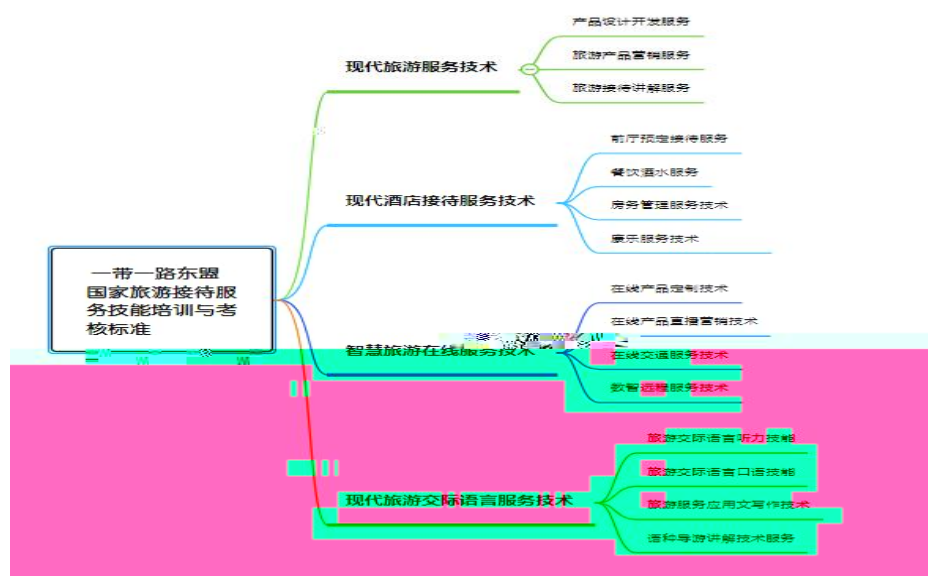 产品设计开发服务
旅游产品营销服务
现代旅游服务技术
旅游接待讲解服务
前厅预定接待服务
餐饮酒水服务
现代酒店接待服务技术
房务管理服务技术
康乐服务技术
一带一路东盟
国家旅游接待服
务技能培训与考
核标准
在线产品定制技术
在线产品直播营销技术
智慧旅游在线服务技术
在线交通服务技术
数智远程服务技术
旅游交际语言听力技能
旅游交际语言口语技能
现代旅游交际语言服务技术
旅游服务应用文写作技术
语种导游讲解技术服务